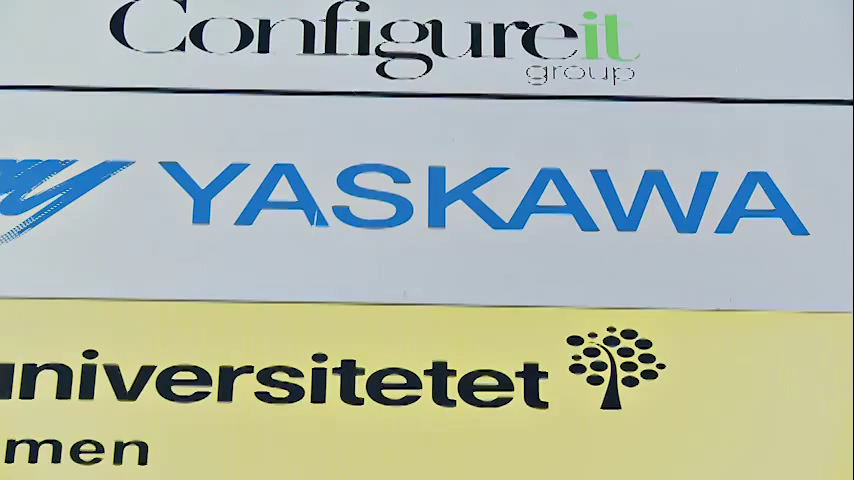 Configureit
group
YASKAWA
universitetet
men